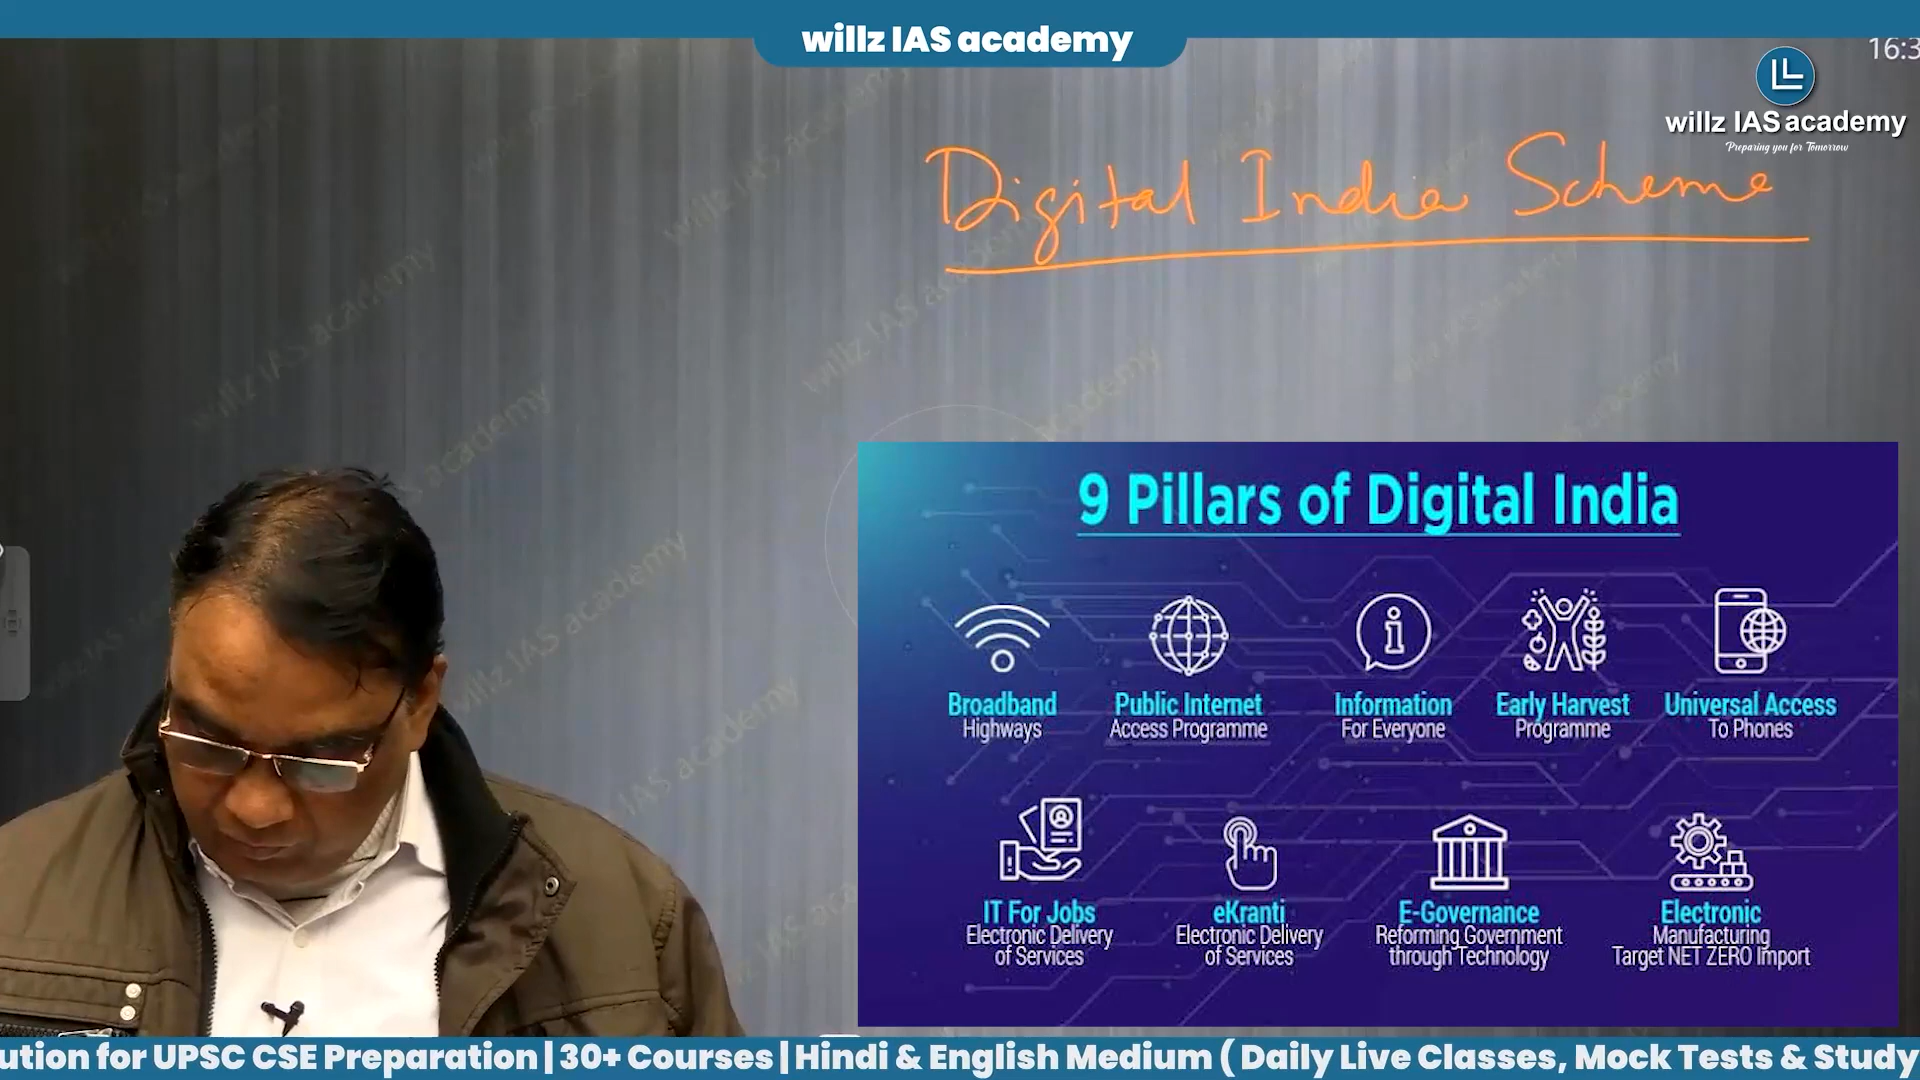 willz IAS academy
16:3
willz IAS academy
Preparing you for Tomorrow
Digital India Scheme
9 Pillars of Digital India
Broadband
Highways
Public Internet
Access Programme
Information
For Everyone
Early Harvest
Programme
Universal Access
To Phones
IT For Jobs
Electronic Delivery
of Services
eKranti
Electronic Delivery
of Services
E-Governance
Reforming Government
through Technology
Electronic
Manufacturing
Target NET ZERO Import
ution for UPSC CSE Preparation | 30+ Courses | Hindi & English Medium ( Daily Live Classes, Mock Tests & Study